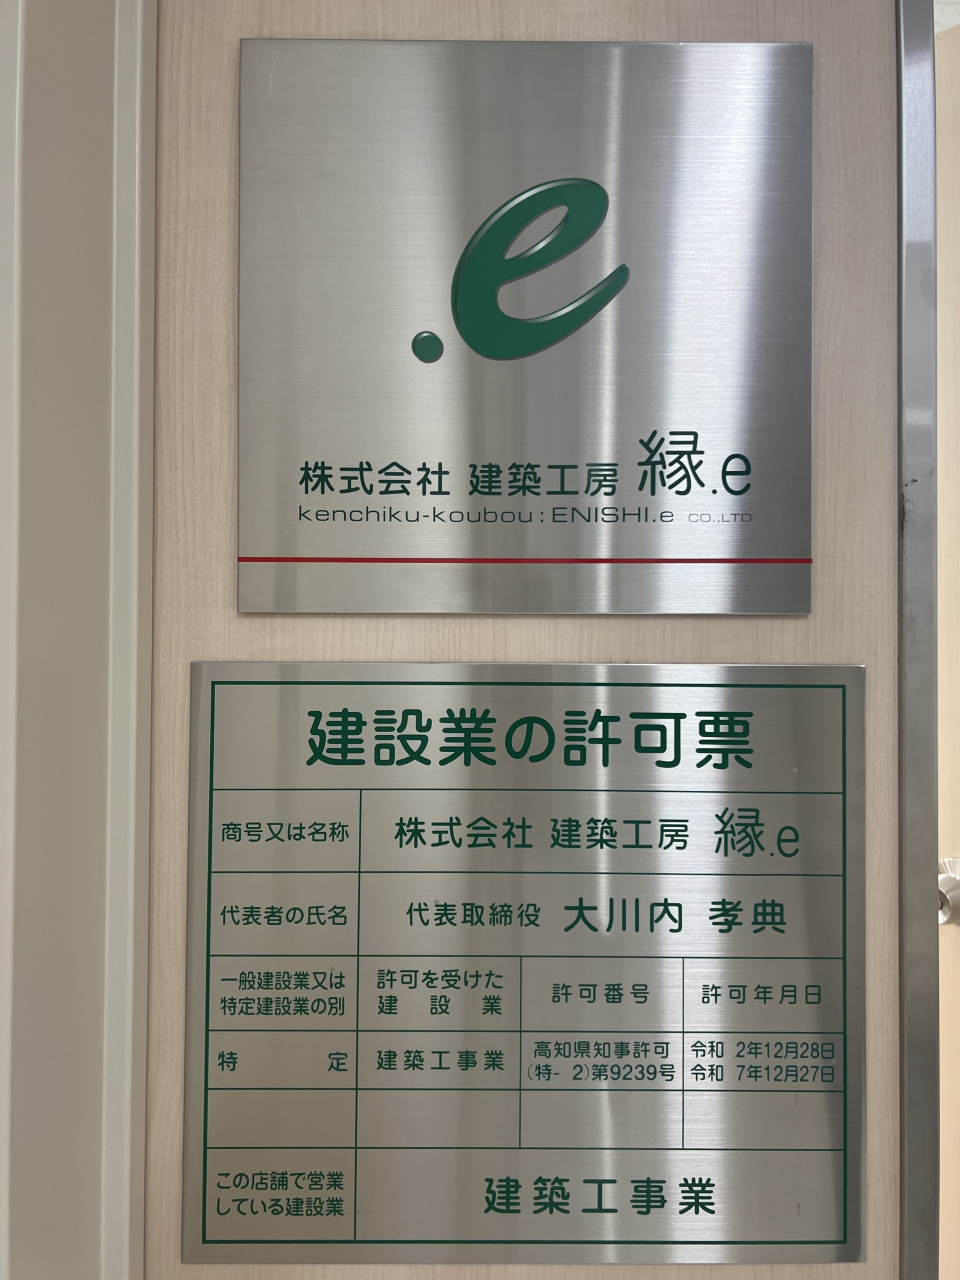 .e
株式会社 建築工房 縁.e
kenchiku-koubou : ENISHI.e CO.,LTD
建設業の許可票
商号又は名称 株式会社 建築工房 縁.e
代表者の氏名 代表取締役 大川内 孝典
一般建設業又は
特定建設業の別
許可を受けた
建設業
許可番号
許可年月日
特定
建築工事業
高知県知事許可
(特- 2)第9239号
令和 2年12月28日
令和 7年12月27日
この店舗で営業
している建設業
建築工事業